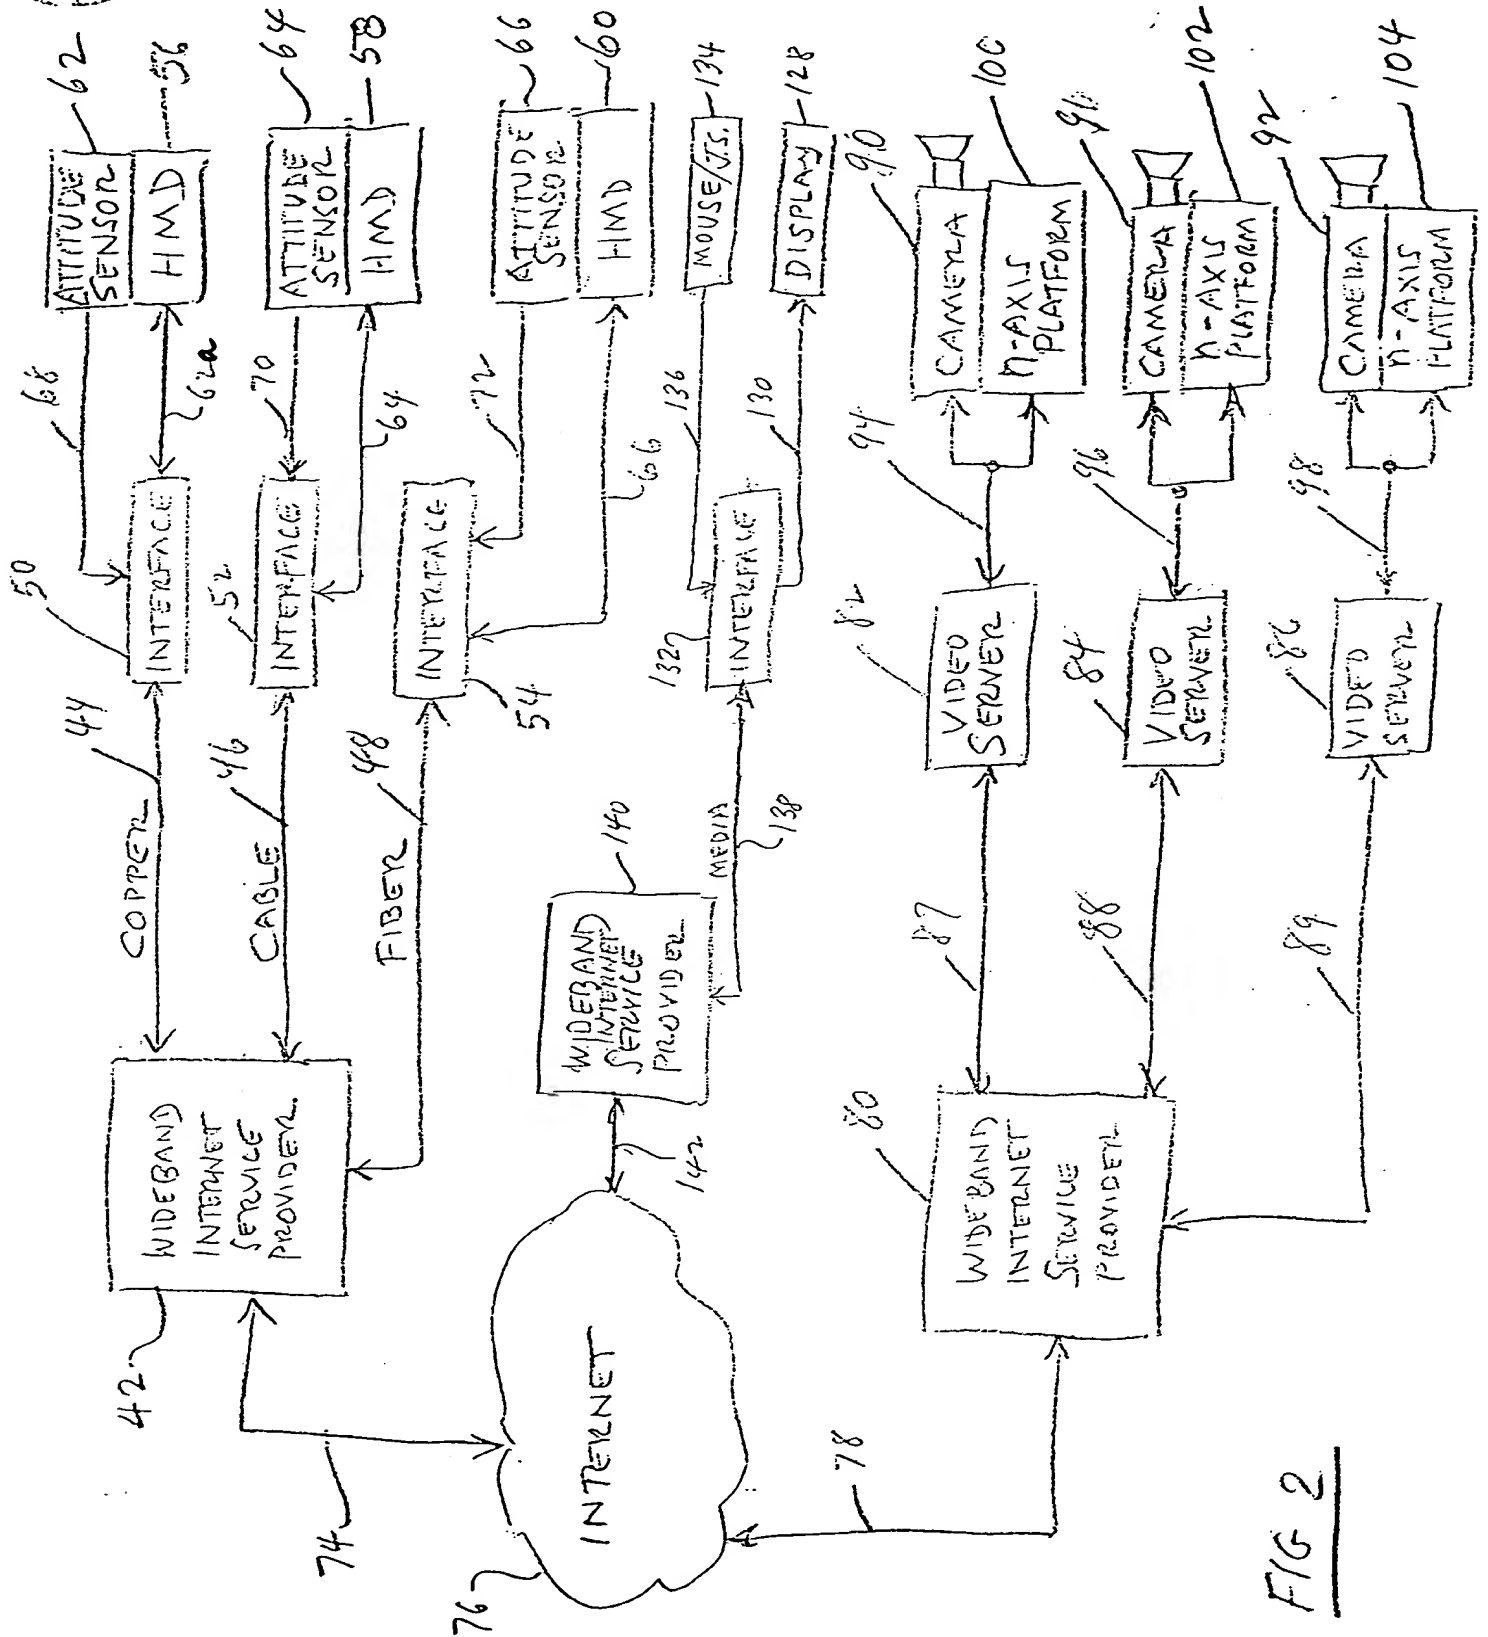 62
ATTITUDE
SENSOR
HMD
56
68
62a
50
INTERFACE
44
COPPER
64
ATTITUDE
SENSOR
HMD
58
70
64
52
INTERFACE
46
CABLE
66
ATTITUDE
SENSOR
HMD
60
72
66
INTERFACE
54
48
FIBER
WIDEBAND
INTERNET
SERVICE
PROVIDER
42
74
MOUSE/J.S.
134
136
DISPLAY
128
130
INTERFACE
132
MEDIA
138
WIDEBAND
INTERNET
SERVICE
PROVIDER
140
142
INTERNET
76
78
90
CAMERA
n-AXIS
PLATFORM
100
94
82
VIDEO
SERVER
87
CAMERA
n-AXIS
PLATFORM
102
96
84
VIDEO
SERVER
88
92
CAMERA
n-AXIS
PLATFORM
104
98
86
VIDEO
SERVER
89
80
WIDEBAND
INTERNET
SERVICE
PROVIDER
FIG 2